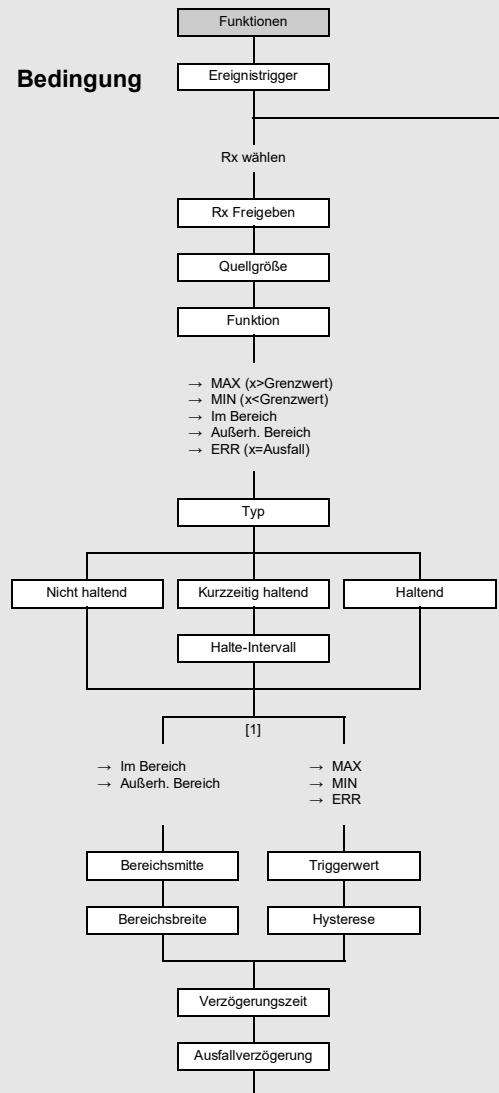 Funktionen
Bedingung
Ereignistrigger
Rx wählen
Rx Freigeben
Quellgröße
Funktion
→ MAX (x>Grenzwert)
→ MIN (x<Grenzwert)
→ Im Bereich
→ Außerh. Bereich
→ ERR (x=Ausfall)
Typ
Nicht haltend
Kurzzeitig haltend
Haltend
Halte-Intervall
[1]
→ Im Bereich
→ Außerh. Bereich
→ MAX
→ MIN
→ ERR
Bereichsmitte
Triggerwert
Bereichsbreite
Hysterese
Verzögerungszeit
Ausfallverzögerung